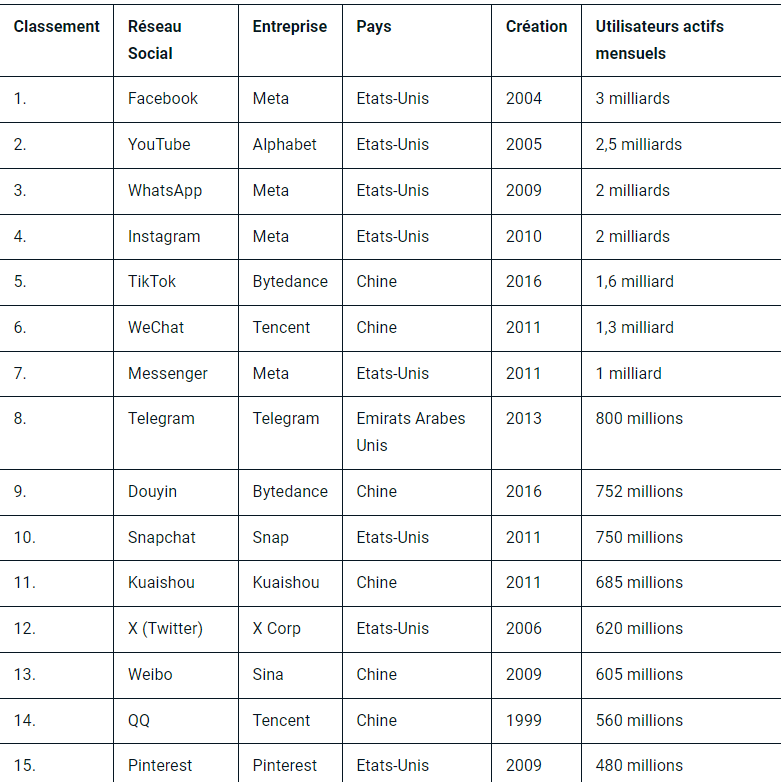 Classement Réseau Social Entreprise Pays Création Utilisateurs actifs mensuels
1. Facebook Meta Etats-Unis 2004 3 milliards
2. YouTube Alphabet Etats-Unis 2005 2,5 milliards
3. WhatsApp Meta Etats-Unis 2009 2 milliards
4. Instagram Meta Etats-Unis 2010 2 milliards
5. TikTok Bytedance Chine 2016 1,6 milliard
6. WeChat Tencent Chine 2011 1,3 milliard
7. Messenger Meta Etats-Unis 2011 1 milliard
8. Telegram Telegram Emirats Arabes Unis 2013 800 millions
9. Douyin Bytedance Chine 2016 752 millions
10. Snapchat Snap Etats-Unis 2011 750 millions
11. Kuaishou Kuaishou Chine 2011 685 millions
12. X (Twitter) X Corp Etats-Unis 2006 620 millions
13. Weibo Sina Chine 2009 605 millions
14. QQ Tencent Chine 1999 560 millions
15. Pinterest Pinterest Etats-Unis 2009 480 millions